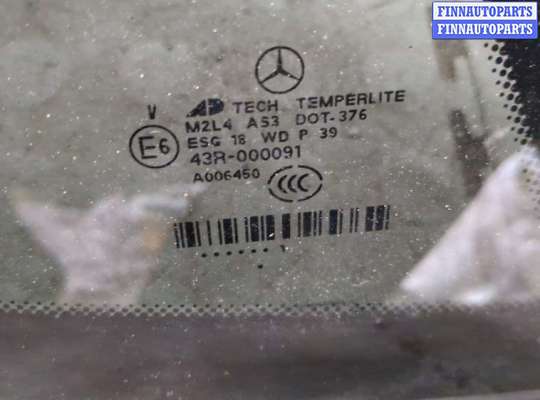 FINNAUTOPARTS
FINNAUTOPARTS
V
AP TECH TEMPERLITE
M2L4 AS3 DOT-376
ESG 18 WD P 39
E6
43R-000091
A006450
CCC